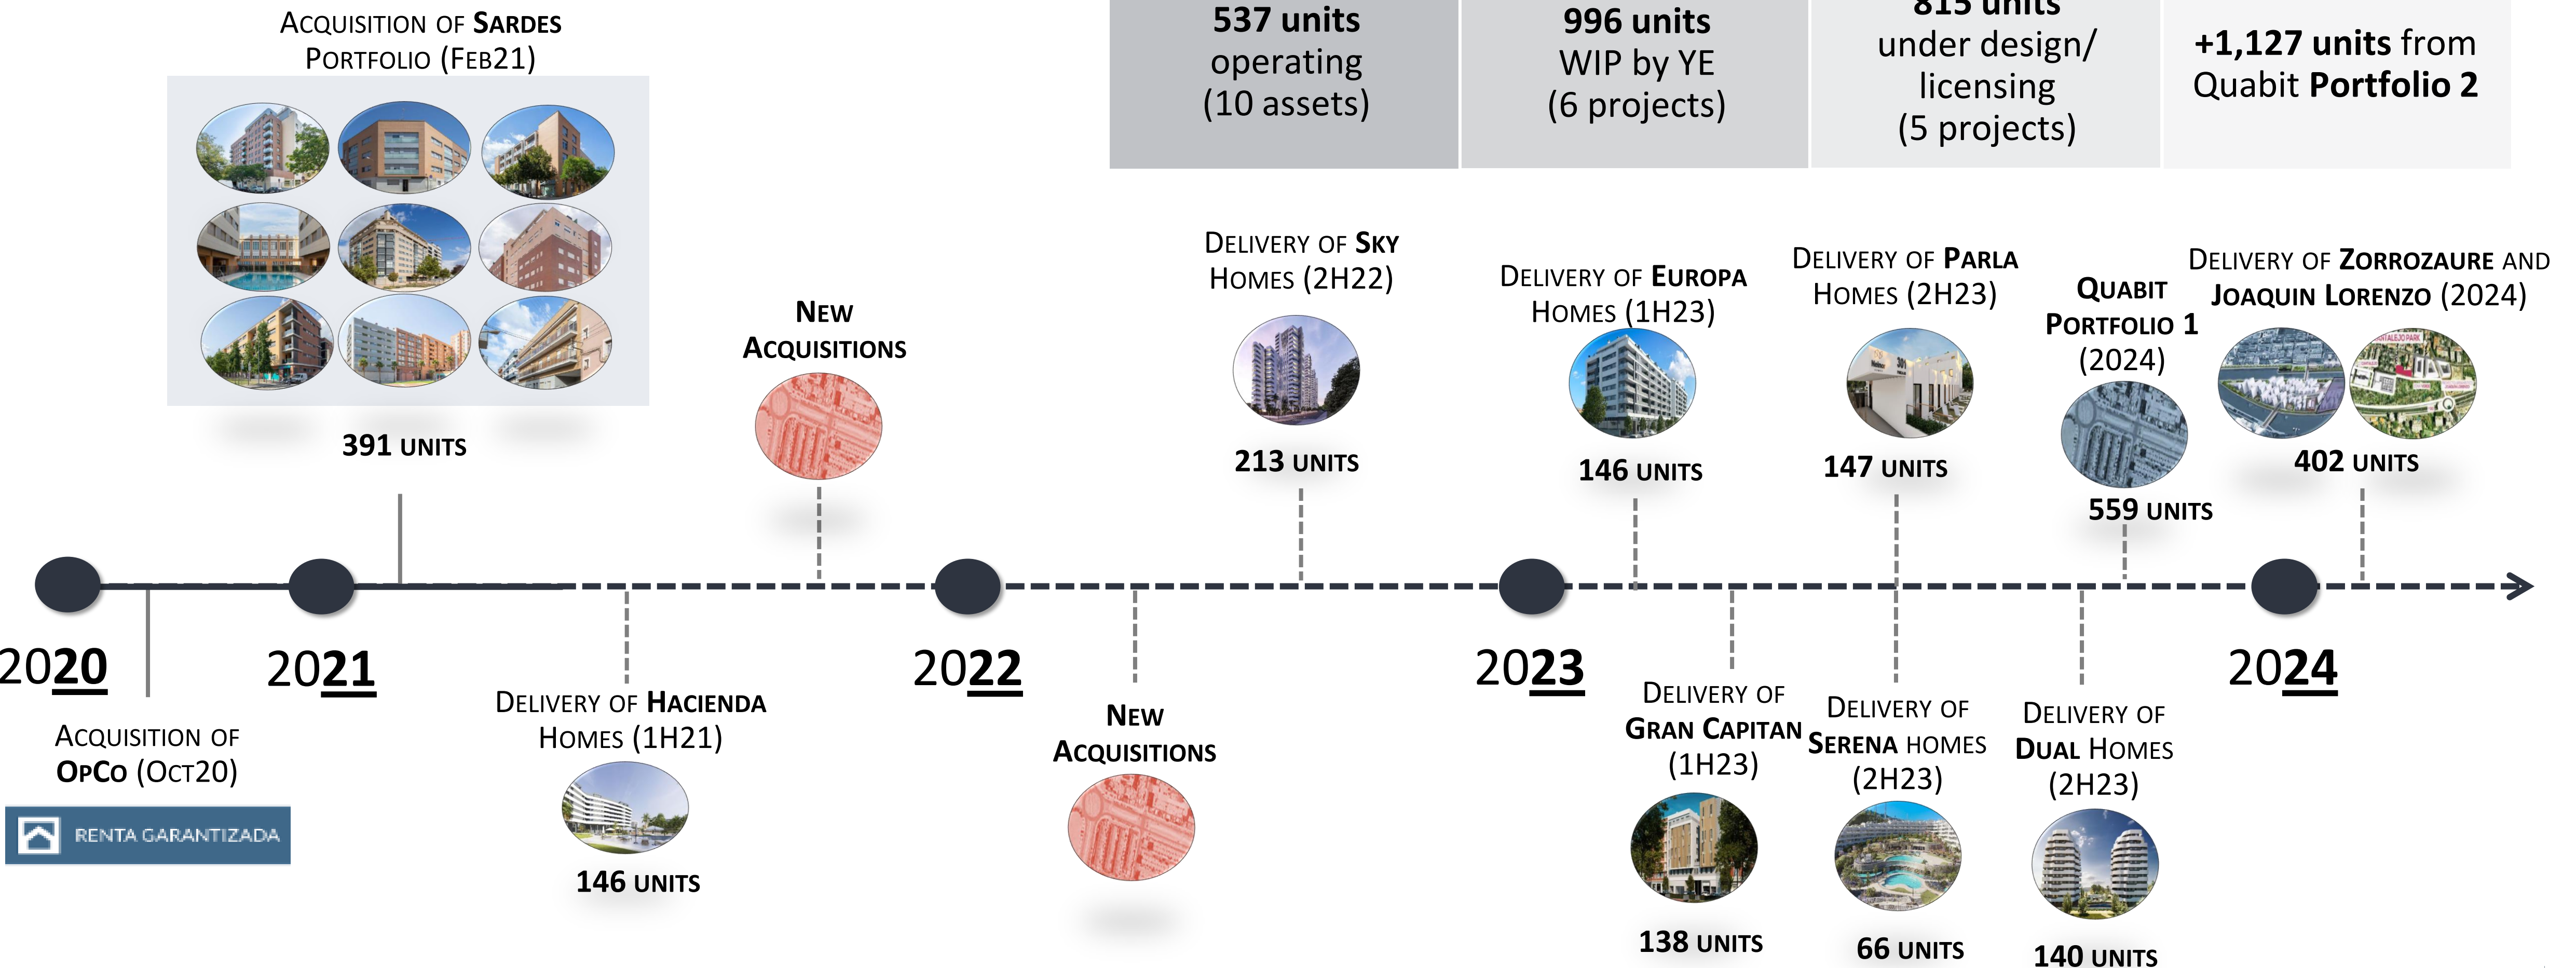 ACQUISITION OF SARDES
PORTFOLIO (FEB21)
537 units
operating
(10 assets)
996 units
WIP by YE
(6 projects)
815 units
under design/
licensing
(5 projects)
+1,127 units from
Quabit Portfolio 2
391 UNITS
NEW
ACQUISITIONS
DELIVERY OF SKY
HOMES (2H22)
213 UNITS
DELIVERY OF EUROPA
HOMES (1H23)
146 UNITS
DELIVERY OF PARLA
HOMES (2H23)
147 UNITS
QUABIT
PORTFOLIO 1
(2024)
559 UNITS
DELIVERY OF ZORROZAURE AND
JOAQUIN LORENZO (2024)
402 UNITS
2020
2021
2022
2023
2024
ACQUISITION OF
OPCO (OCT20)
RENTA GARANTIZADA
DELIVERY OF HACIENDA
HOMES (1H21)
146 UNITS
NEW
ACQUISITIONS
DELIVERY OF
GRAN CAPITAN
(1H23)
138 UNITS
DELIVERY OF
SERENA HOMES
(2H23)
66 UNITS
DELIVERY OF
DUAL HOMES
(2H23)
140 UNITS